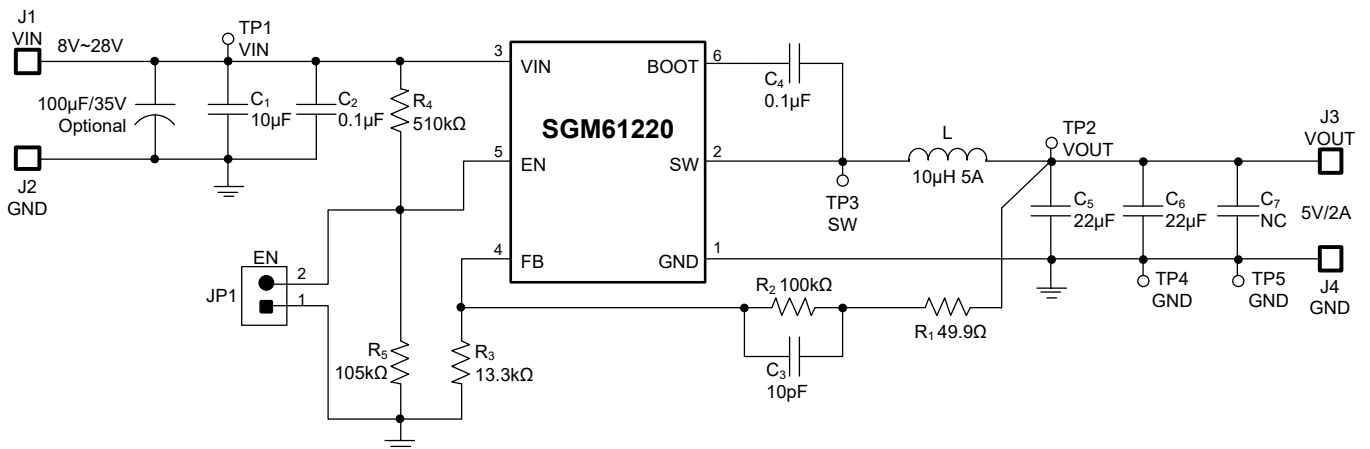 J1
VIN
8V~28V
TP1
VIN
100μF/35V
Optional
C1
10μF
C2
0.1μF
R4
510kΩ
J2
GND
3
VIN
5
EN
4
FB
SGM61220
BOOT
6
SW
2
GND
1
C4
0.1μF
TP3
SW
L
10μH 5A
TP2
VOUT
J3
VOUT
C5
22μF
C6
22μF
C7
NC
5V/2A
TP4
GND
TP5
GND
J4
GND
EN
JP1
2
1
R5
105kΩ
R3
13.3kΩ
R2 100kΩ
C3
10pF
R1 49.9Ω